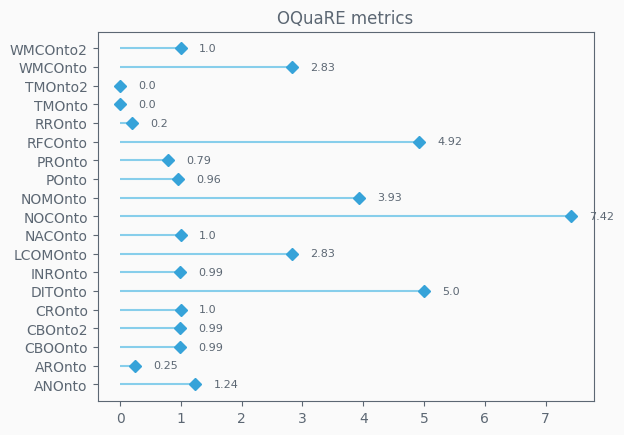 OQuaRE metrics
WMCOnto2 1.0
WMCOnto 2.83
TMOnto2 0.0
TMOnto 0.0
RROnto 0.2
RFCOnto 4.92
PROnto 0.79
POnto 0.96
NOMOnto 3.93
NOCOnto 7.42
NACOnto 1.0
LCOMOnto 2.83
INROnto 0.99
DITOnto 5.0
CROnto 1.0
CBOnto2 0.99
CBOOnto 0.99
AROnto 0.25
ANOnto 1.24
0 1 2 3 4 5 6 7